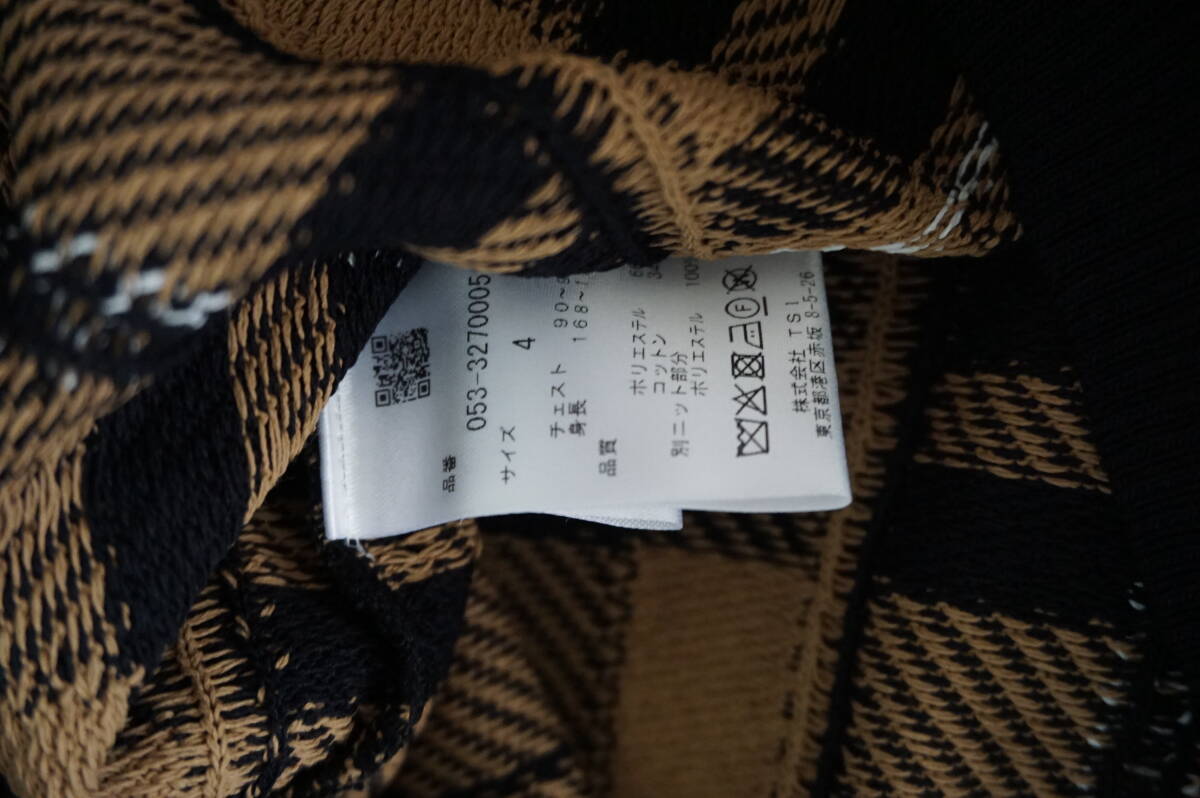 品番 053-3270005
サイズ 4
チェスト 90~
身長 168~
品質
ポリエステル
コットン
別ニット部分
ポリエステル 100
株式会社 TSI
東京都港区赤坂 8-5-26